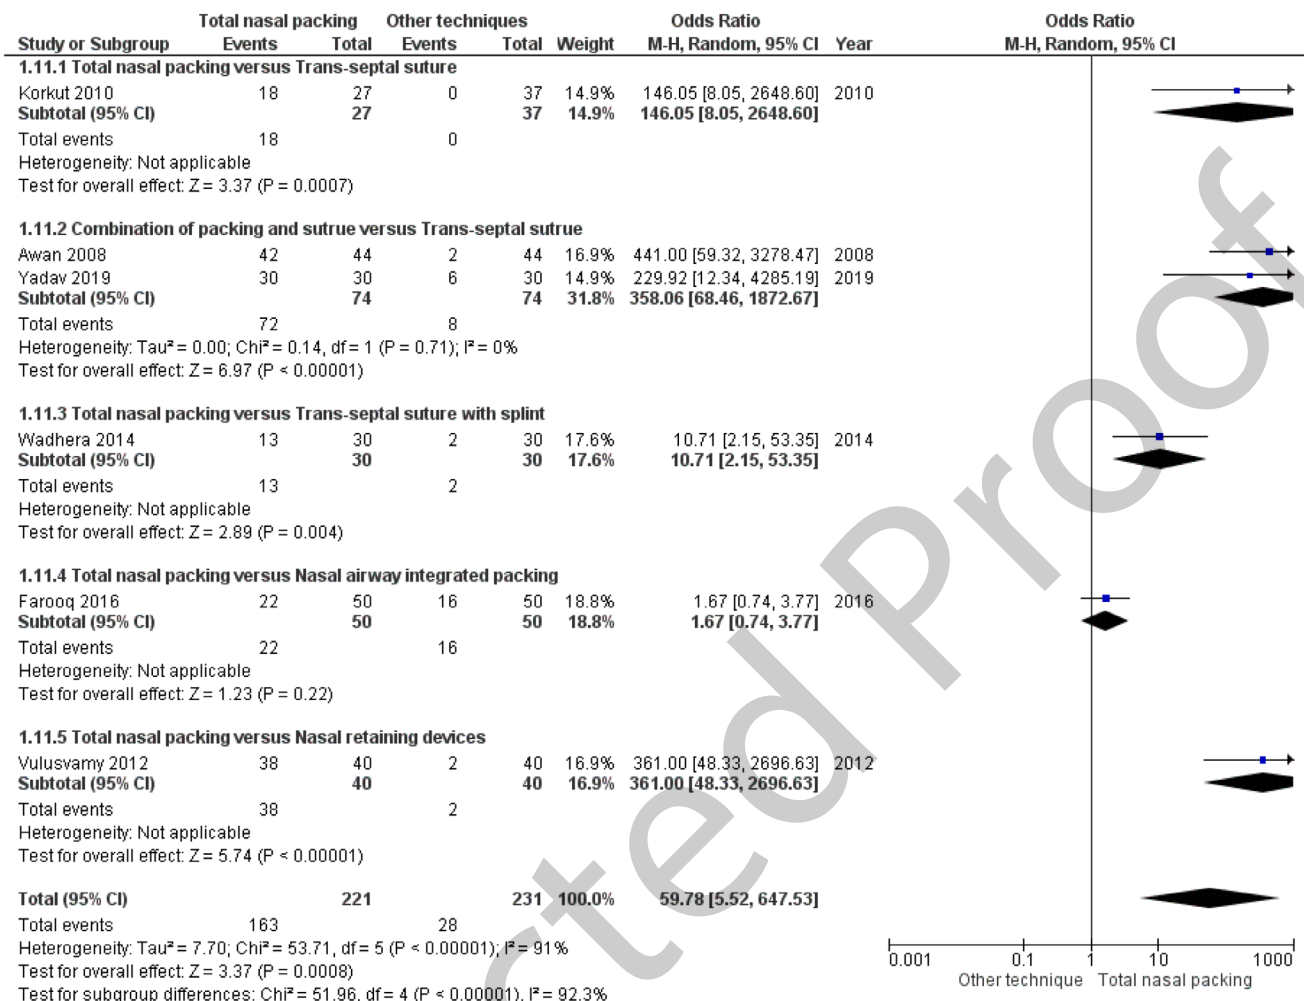 Total nasal packing Other techniques Odds Ratio Odds Ratio
Study or Subgroup Events Total Events Total Weight M-H, Random, 95% CI Year M-H, Random, 95% CI
1.11.1 Total nasal packing versus Trans-septal suture
Korkut 2010 18 27 0 37 14.9% 146.05 [8.05, 2648.60] 2010
Subtotal (95% CI) 27 37 14.9% 146.05 [8.05, 2648.60]
Total events 18 0
Heterogeneity: Not applicable
Test for overall effect: Z = 3.37 (P = 0.0007)
1.11.2 Combination of packing and sutrue versus Trans-septal sutrue
Awan 2008 42 44 2 44 16.9% 441.00 [59.32, 3278.47] 2008
Yadav 2019 30 30 6 30 14.9% 229.92 [12.34, 4285.19] 2019
Subtotal (95% CI) 74 74 31.8% 358.06 [68.46, 1872.67]
Total events 72 8
Heterogeneity: Tau² = 0.00; Chi² = 0.14, df = 1 (P = 0.71); I² = 0%
Test for overall effect: Z = 6.97 (P < 0.00001)
1.11.3 Total nasal packing versus Trans-septal suture with splint
Wadhera 2014 13 30 2 30 17.6% 10.71 [2.15, 53.35] 2014
Subtotal (95% CI) 30 30 17.6% 10.71 [2.15, 53.35]
Total events 13 2
Heterogeneity: Not applicable
Test for overall effect: Z = 2.89 (P = 0.004)
1.11.4 Total nasal packing versus Nasal airway integrated packing
Farooq 2016 22 50 16 50 18.8% 1.67 [0.74, 3.77] 2016
Subtotal (95% CI) 50 50 18.8% 1.67 [0.74, 3.77]
Total events 22 16
Heterogeneity: Not applicable
Test for overall effect: Z = 1.23 (P = 0.22)
1.11.5 Total nasal packing versus Nasal retaining devices
Vulusvamy 2012 38 40 2 40 16.9% 361.00 [48.33, 2696.63] 2012
Subtotal (95% CI) 40 40 16.9% 361.00 [48.33, 2696.63]
Total events 38 2
Heterogeneity: Not applicable
Test for overall effect: Z = 5.74 (P < 0.00001)
Total (95% CI) 221 231 100.0% 59.78 [5.52, 647.53]
Total events 163 28
Heterogeneity: Tau² = 7.70; Chi² = 53.71, df = 5 (P < 0.00001); I² = 91%
Test for overall effect: Z = 3.37 (P = 0.0008)
Test for subgroup differences: Chi² = 51.96, df = 4 (P < 0.00001), I² = 92.3%
0.001 0.1 1 10 1000
Other technique Total nasal packing
rted Proof